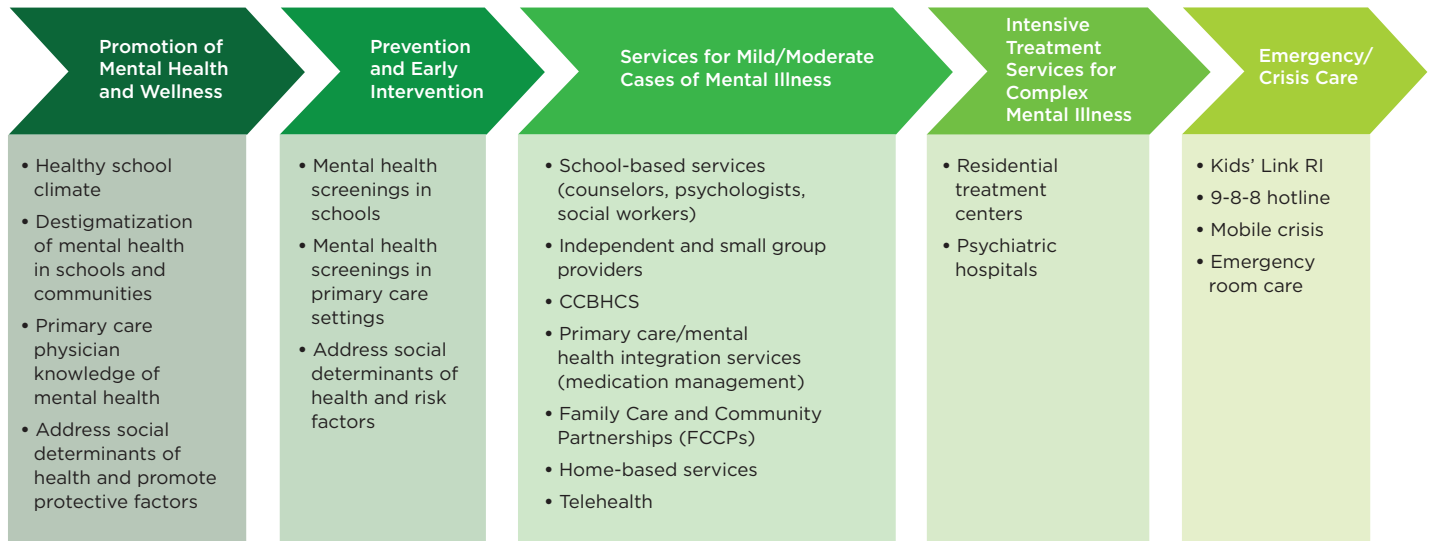 Promotion of
Mental Health
and Wellness
• Healthy school
climate
• Destigmatization
of mental health
in schools and
communities
• Primary care
physician
knowledge of
mental health
• Address social
determinants of
health and promote
protective factors
Prevention
and Early
Intervention
• Mental health
screenings in
schools
• Mental health
screenings in
primary care
settings
• Address social
determinants of
health and risk
factors
Services for Mild/Moderate
Cases of Mental Illness
• School-based services
(counselors, psychologists,
social workers)
• Independent and small group
providers
• CCBHCS
• Primary care/mental
health integration services
(medication management)
• Family Care and Community
Partnerships (FCCPs)
• Home-based services
• Telehealth
Intensive
Treatment
Services for
Complex
Mental Illness
• Residential
treatment
centers
• Psychiatric
hospitals
Emergency/
Crisis Care
• Kids' Link RI
• 9-8-8 hotline
• Mobile crisis
• Emergency
room care